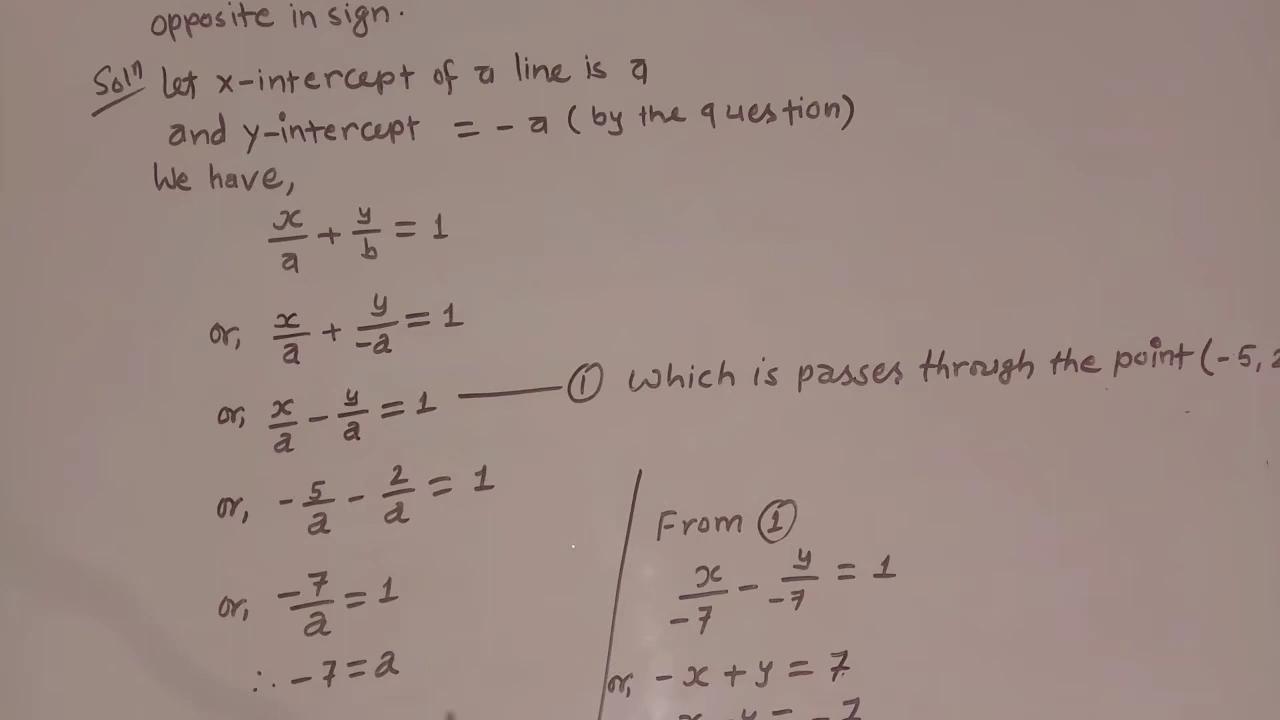 opposite in sign.
Solⁿ Let x-intercept of a line is a
and y-intercept = - a (by the question)
We have,
x/a + y/b = 1
or, x/a + y/-a = 1
or, x/a - y/a = 1 ——— ① which is passes through the point (-5, 2
or, -5/a - 2/a = 1
or, -7/a = 1
∴ -7 = a
From ①
x/-7 - y/-7 = 1
or, -x + y = 7
x - y = -7